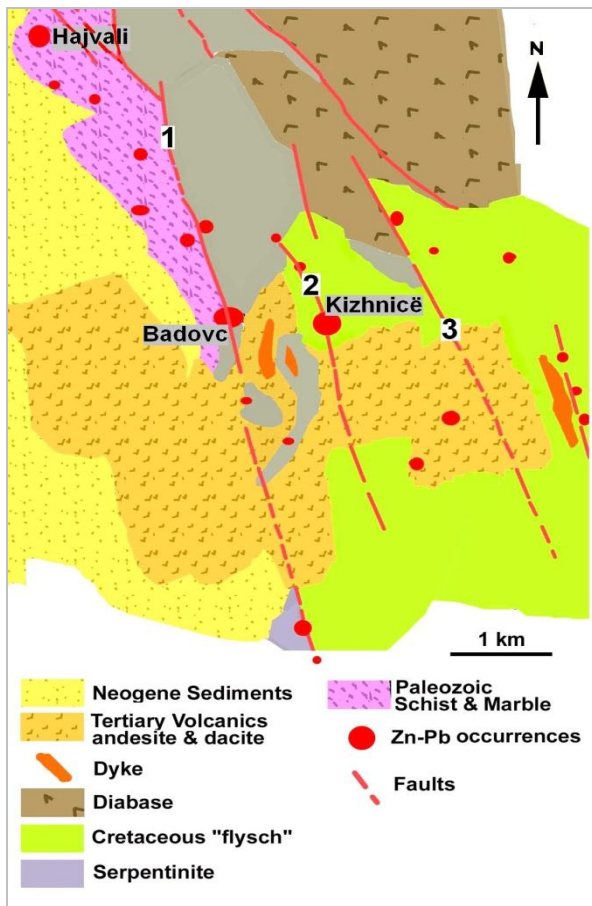 Hajvali
N
1
2
Kizhnicë
Badovc
3
1 km
Neogene Sediments
Tertiary Volcanics
andesite & dacite
Dyke
Diabase
Cretaceous "flysch"
Serpentinite
Paleozoic
Schist & Marble
Zn-Pb occurrences
Faults